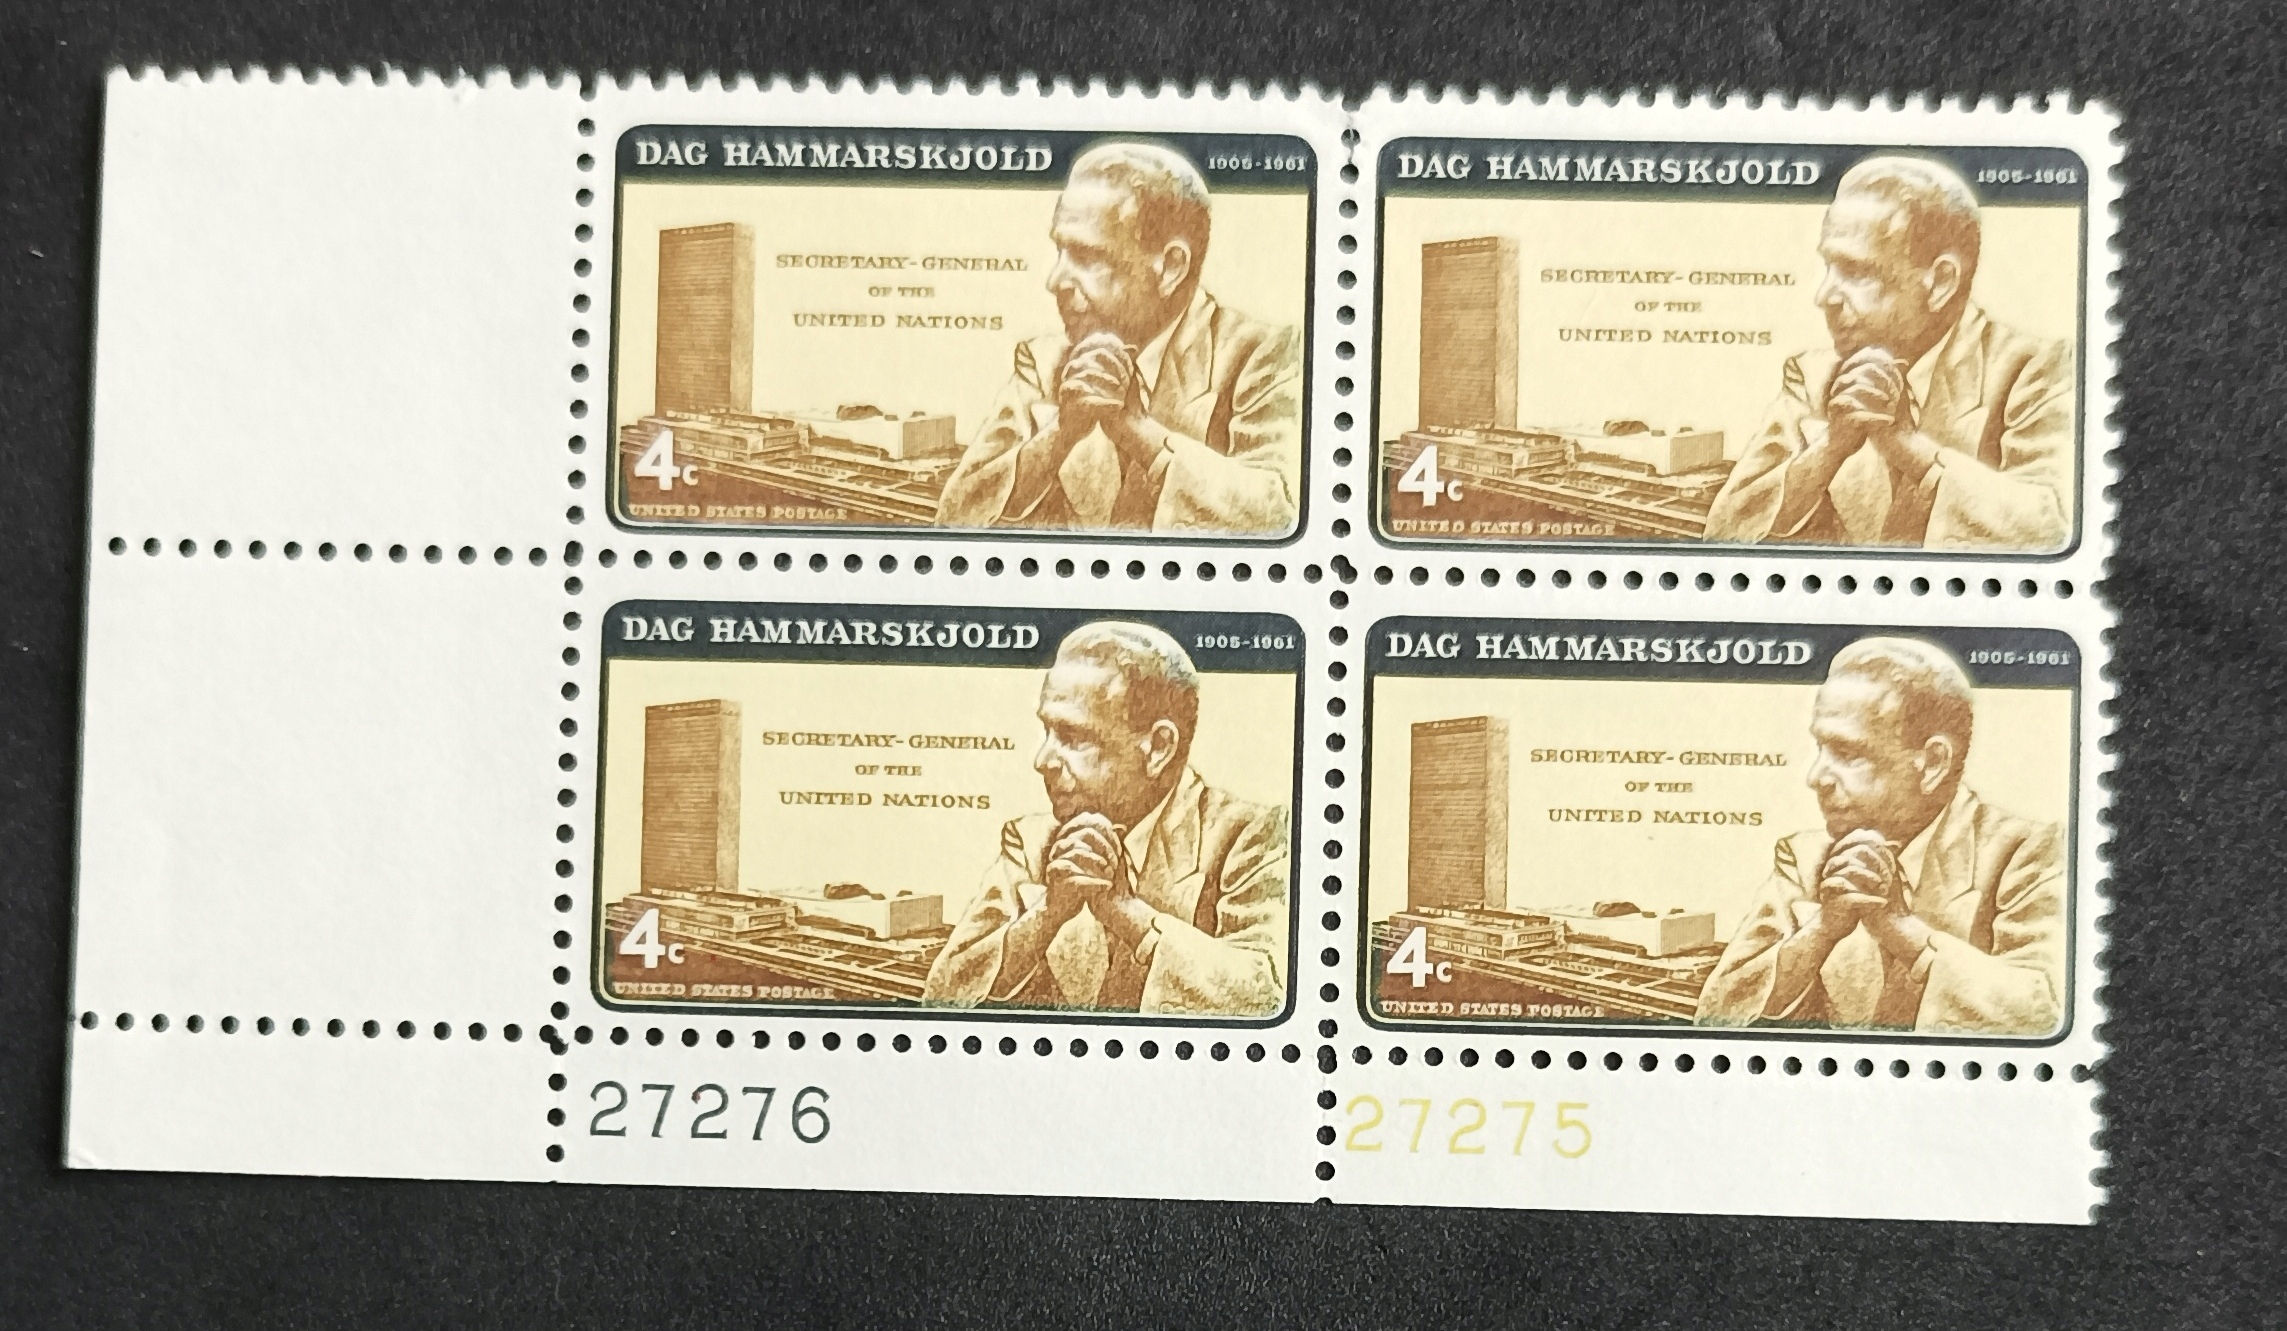 DAG HAMMARSKJOLD 1905-1961
SECRETARY-GENERAL
OF THE
UNITED NATIONS
4c
UNITED STATES POSTAGE
DAG HAMMARSKJOLD 1905-1961
SECRETARY-GENERAL
OF THE
UNITED NATIONS
4c
UNITED STATES POSTAGE
DAG HAMMARSKJOLD 1905-1961
SECRETARY-GENERAL
OF THE
UNITED NATIONS
4c
UNITED STATES POSTAGE
DAG HAMMARSKJOLD 1905-1961
SECRETARY-GENERAL
OF THE
UNITED NATIONS
4c
UNITED STATES POSTAGE
27276
27275